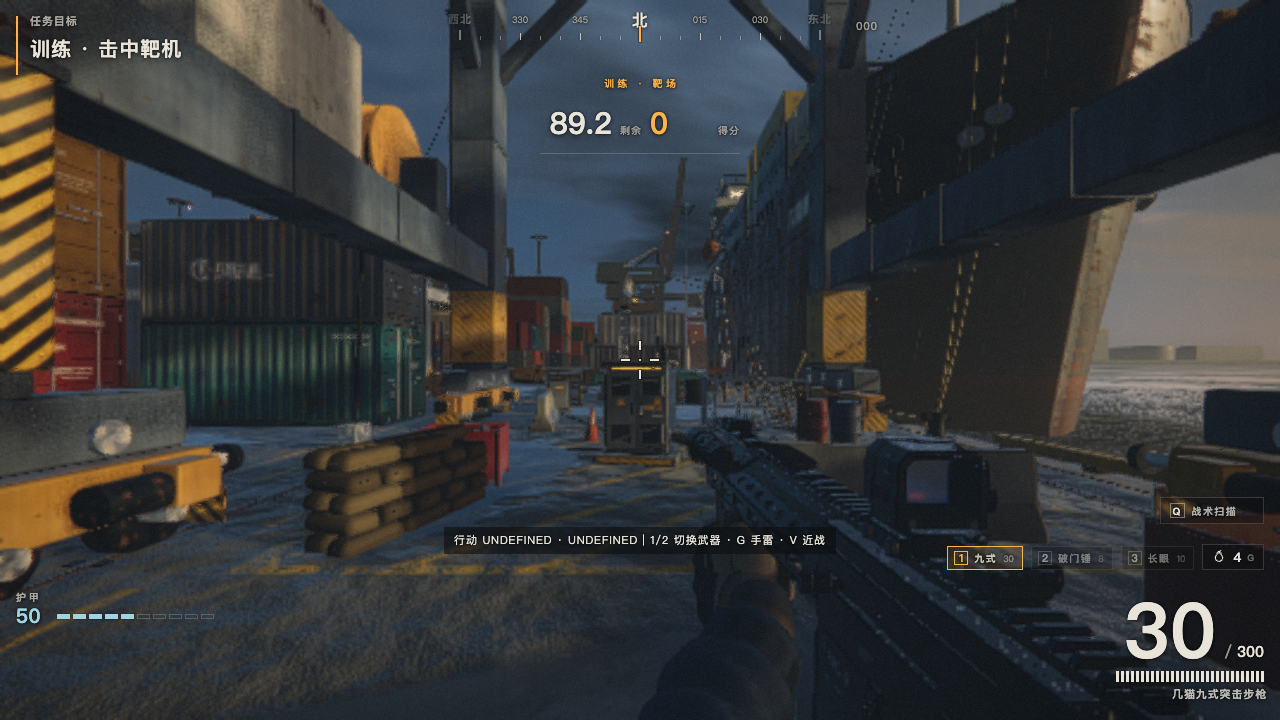 任务目标
训练 · 击中靶机
西北 330 345 北 015 030 东北 000
训练 · 靶场
89.2 剩余 0 得分
Q 战术扫描
行动 UNDEFINED · UNDEFINED | 1/2 切换武器 · G 手雷 · V 近战
1 九式 30 2 破门锤 8 3 长眼 10 4 G
护甲
50
30 / 300
几猫九式突击步枪